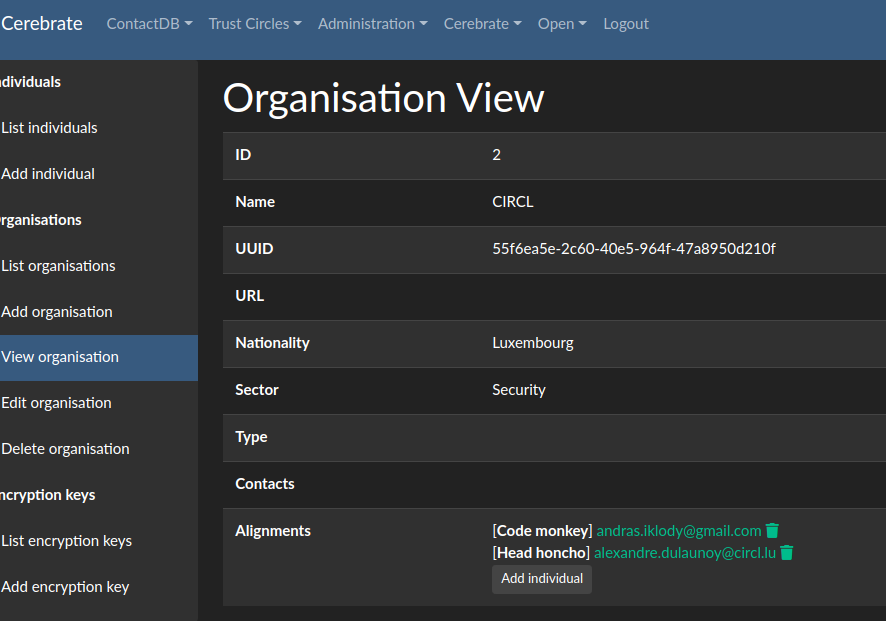 Cerebrate ContactDB Trust Circles Administration Cerebrate Open Logout
dividuals
List individuals
Add individual
rganisations
List organisations
Add organisation
View organisation
Edit organisation
Delete organisation
ncryption keys
List encryption keys
Add encryption key
Organisation View
ID 2
Name CIRCL
UUID 55f6ea5e-2c60-40e5-964f-47a8950d210f
URL
Nationality Luxembourg
Sector Security
Type
Contacts
Alignments [Code monkey] andras.iklody@gmail.com
[Head honcho] alexandre.dulaunoy@circl.lu
Add individual